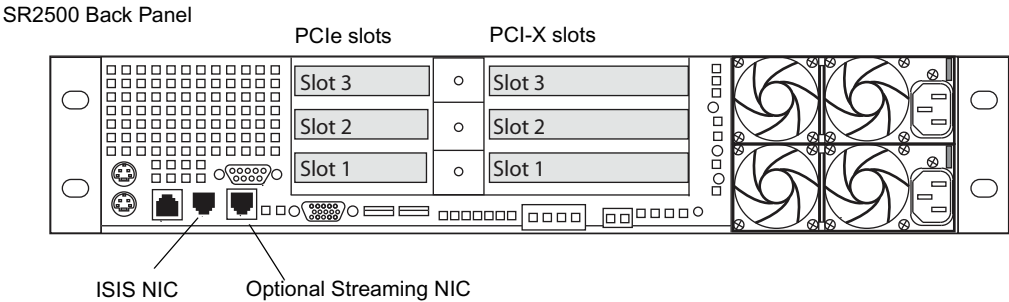 SR2500 Back Panel
PCIe slots PCI-X slots
Slot 3 Slot 3
Slot 2 Slot 2
Slot 1 Slot 1
ISIS NIC Optional Streaming NIC